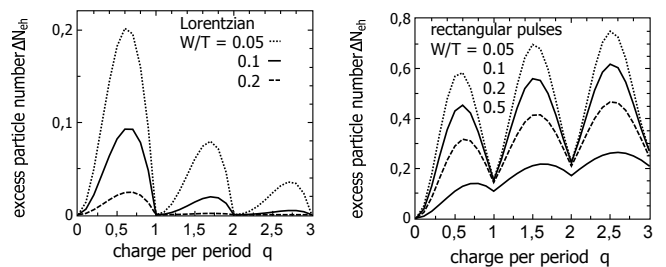 excess particle number ΔNeh
0,2
0,1
0
Lorentzian
W/T = 0.05
0.1
0.2
0 0,5 1 1,5 2 2,5 3
charge per period q
excess particle number ΔNeh
0,8
0,6
0,4
0,2
0,0
rectangular pulses
W/T = 0.05
0.1
0.2
0.5
0 0,5 1 1,5 2 2,5 3
charge per period q